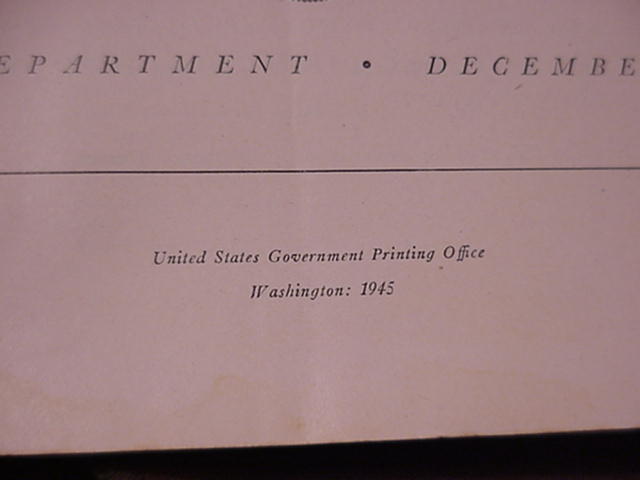 EPARTMENT • DECEMBE
United States Government Printing Office
Washington: 1945